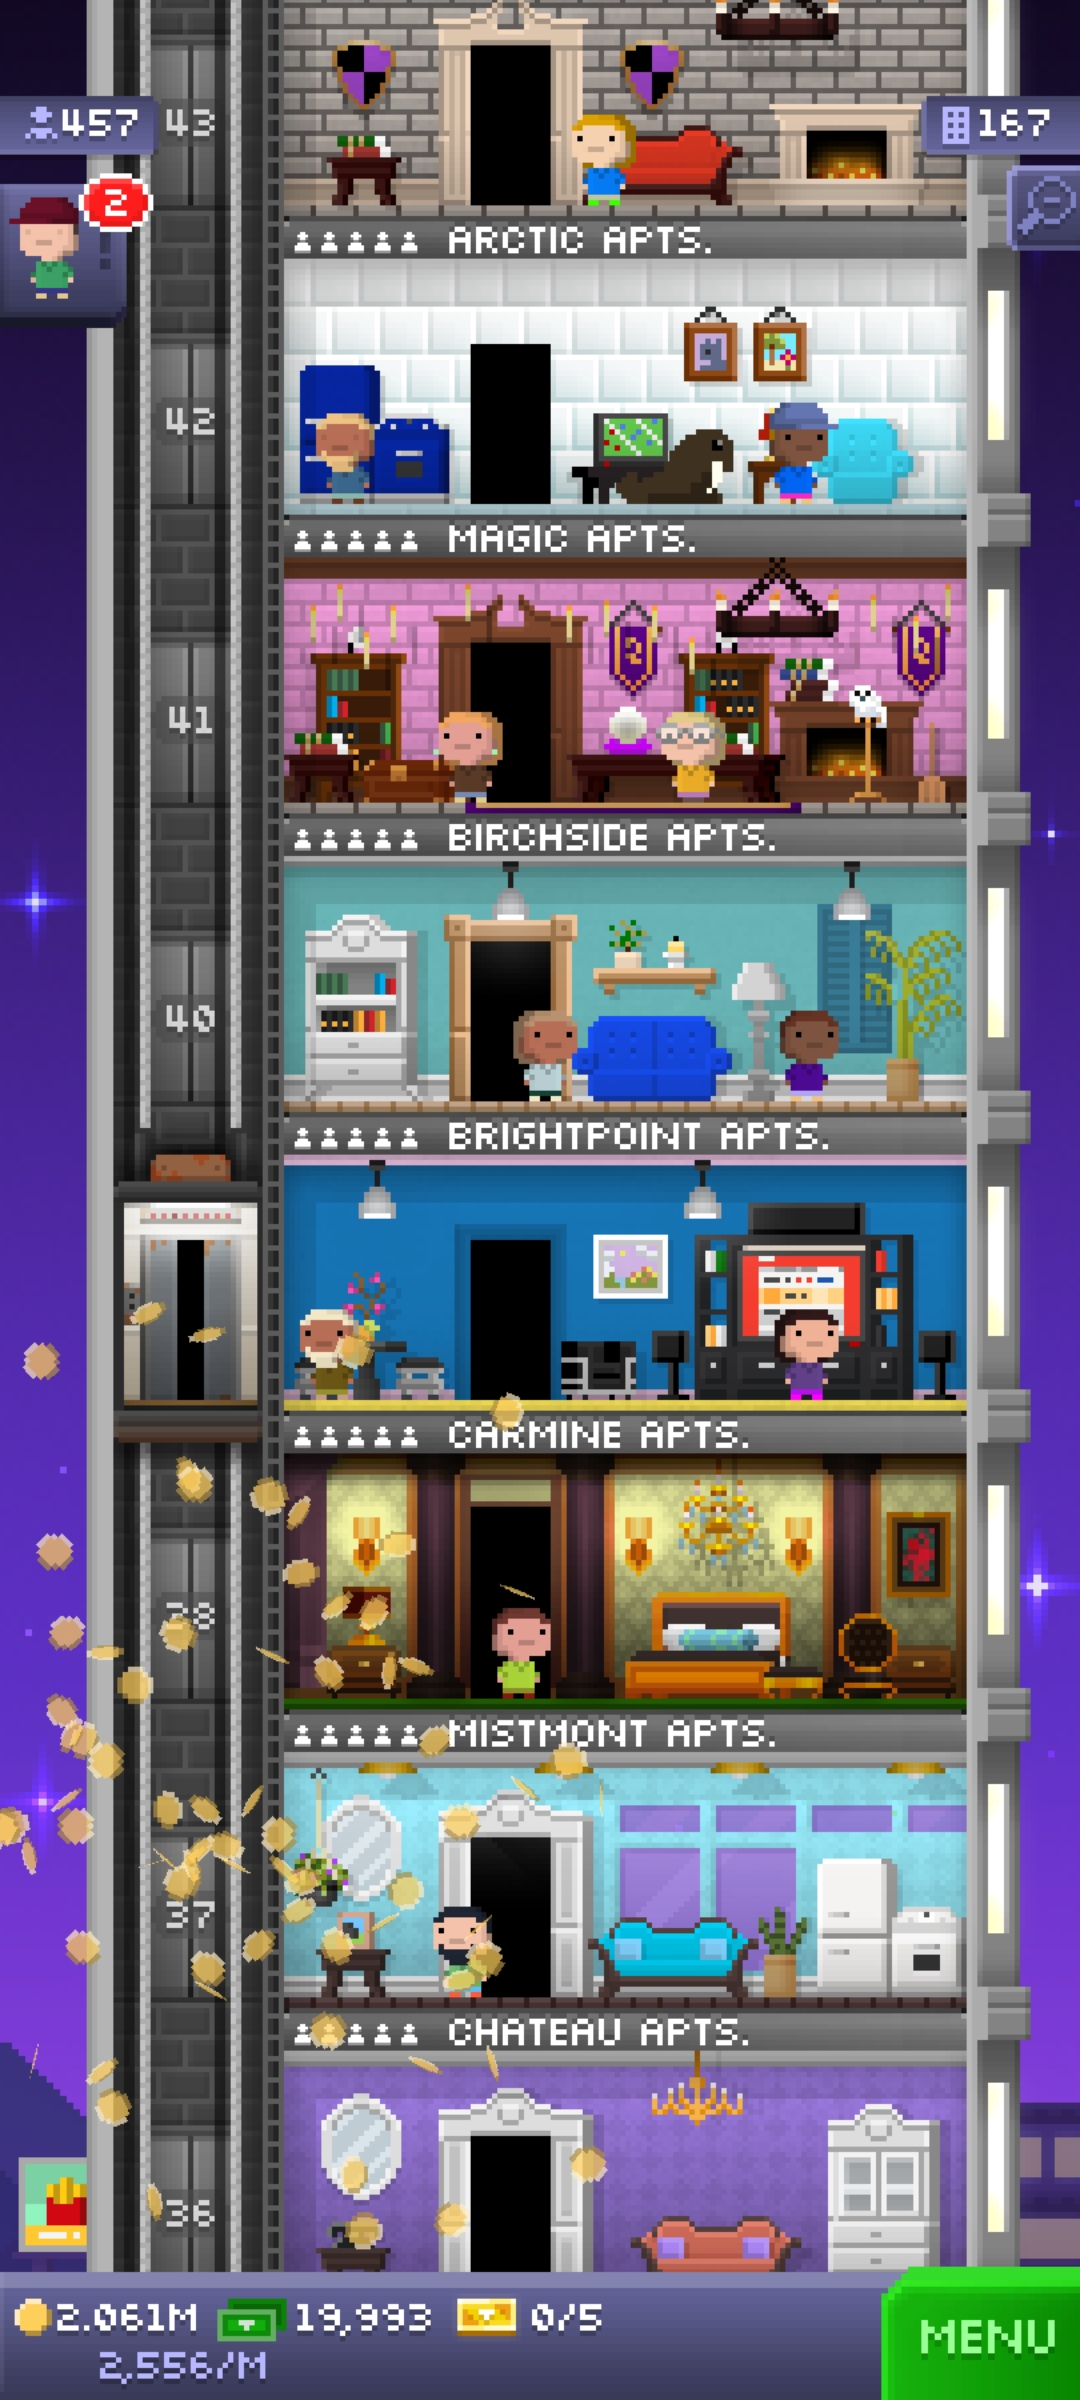 457
43
167
2
ARCTIC APTS.
42
MAGIC APTS.
41
BIRCHSIDE APTS.
40
BRIGHTPOINT APTS.
CARMINE APTS.
38
MISTMONT APTS.
37
CHATEAU APTS.
36
2.061M 19,993 0/5
2,556/M
MENU